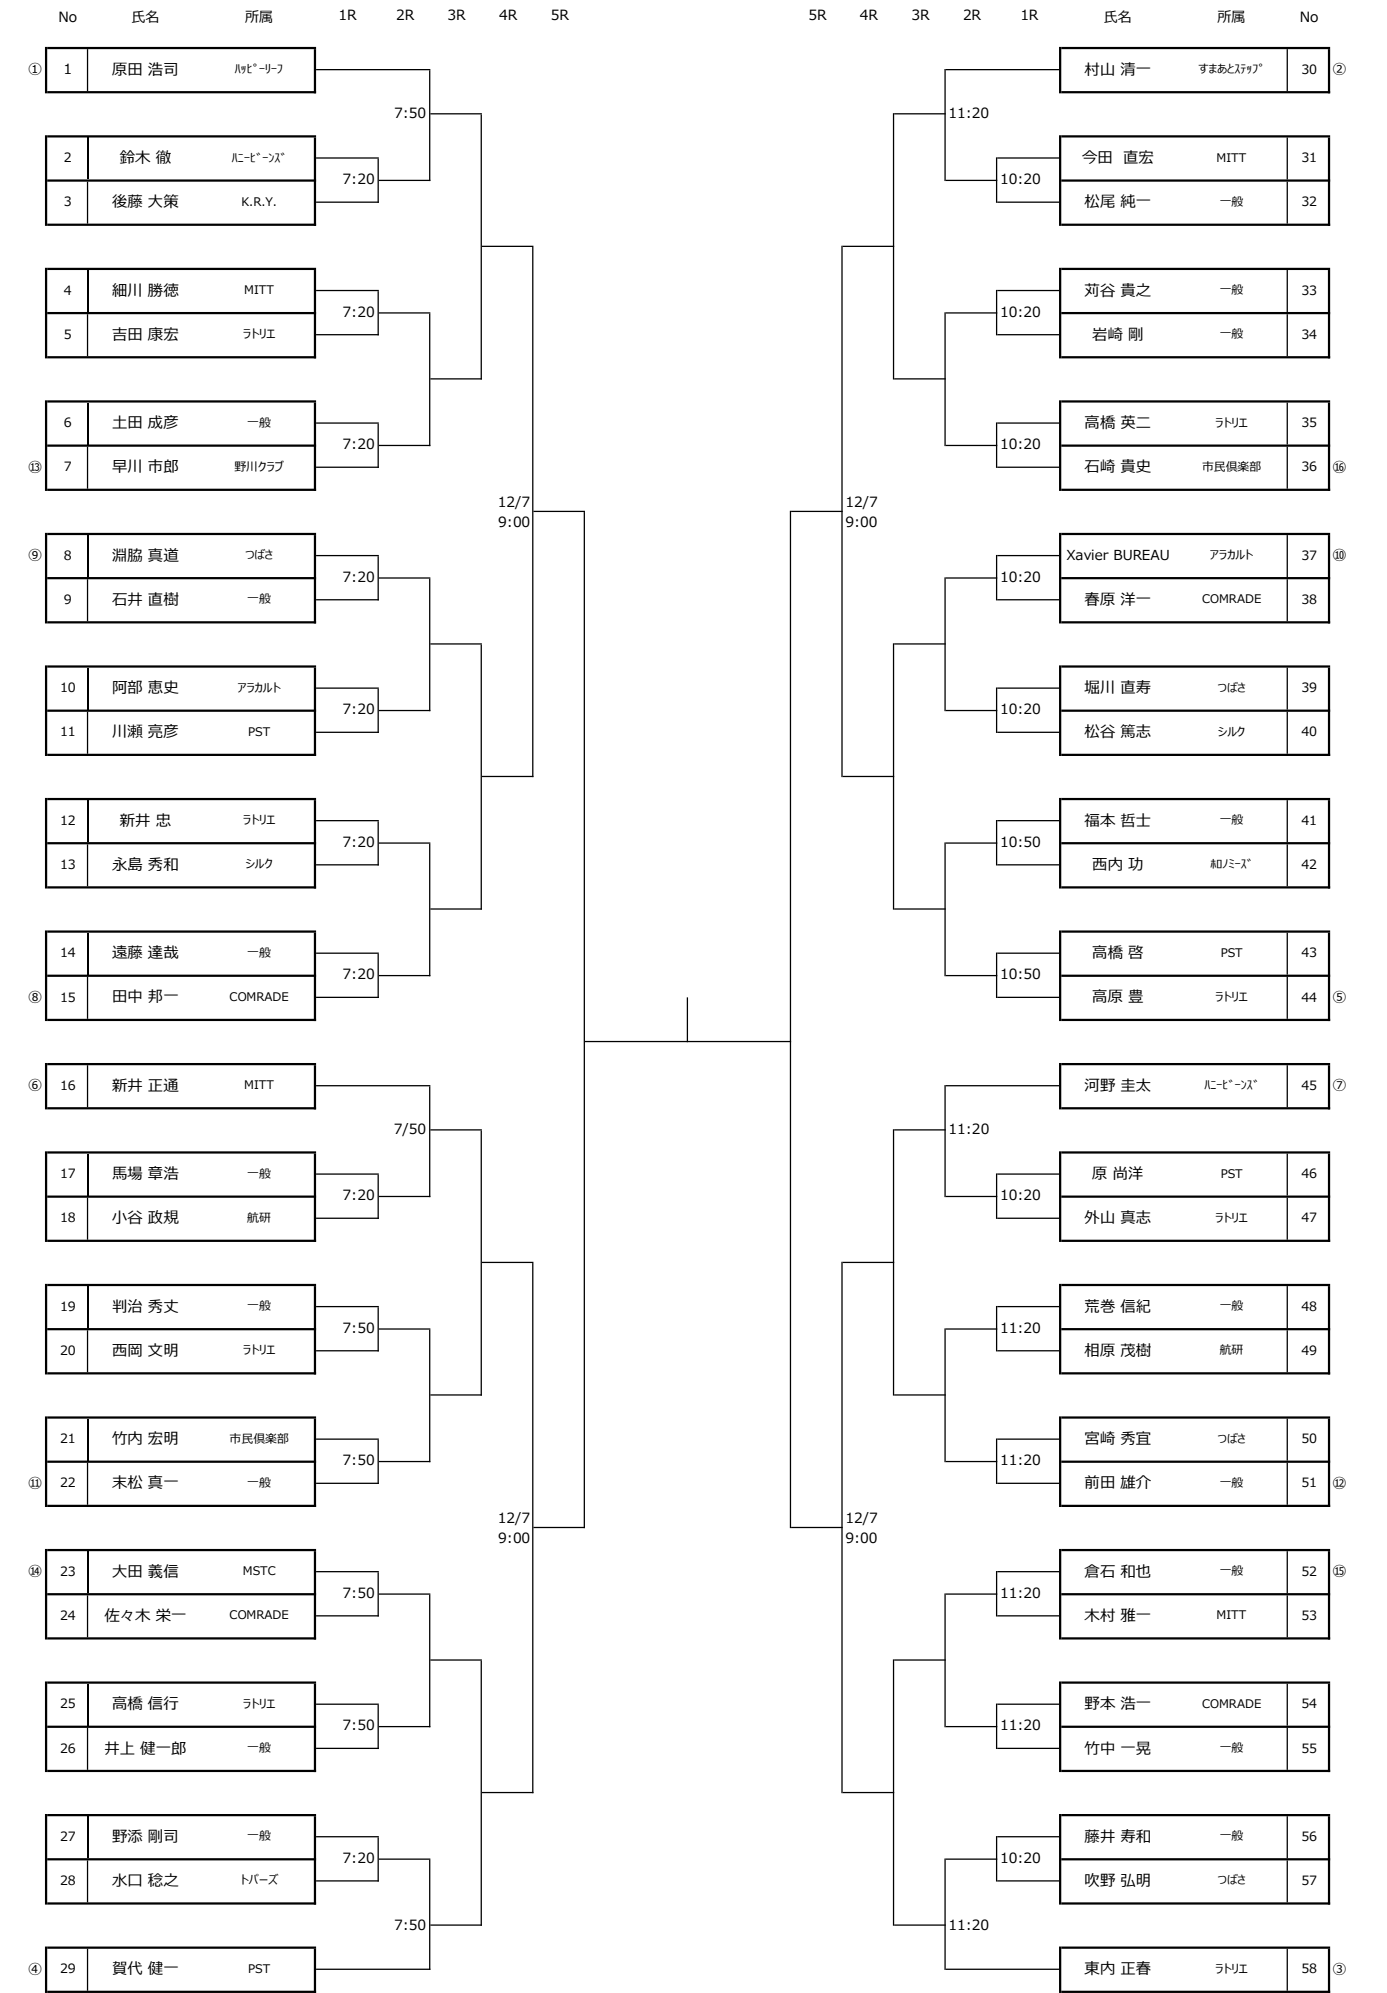 No 氏名 所属 1R 2R 3R 4R 5R
① 1 原田 浩司 ﾊｯﾋﾟｰﾘｰﾌ
7:50
2 鈴木 徹 ﾊﾆｰﾋﾞｰﾝｽﾞ
7:20
3 後藤 大策 K.R.Y.
4 細川 勝徳 MITT
7:20
5 吉田 康宏 ラトリエ
6 土田 成彦 一般
7:20
⑬ 7 早川 市郎 野川クラブ
12/7
9:00
⑨ 8 淵脇 真道 つばさ
7:20
9 石井 直樹 一般
10 阿部 恵史 アラカルト
7:20
11 川瀬 亮彦 PST
12 新井 忠 ラトリエ
7:20
13 永島 秀和 シルク
14 遠藤 達哉 一般
7:20
⑧ 15 田中 邦一 COMRADE
⑥ 16 新井 正通 MITT
7/50
17 馬場 章浩 一般
7:20
18 小谷 政規 航研
19 判治 秀丈 一般
7:50
20 西岡 文明 ラトリエ
21 竹内 宏明 市民倶楽部
7:50
⑪ 22 末松 真一 一般
12/7
9:00
⑭ 23 大田 義信 MSTC
7:50
24 佐々木 栄一 COMRADE
25 高橋 信行 ラトリエ
7:50
26 井上 健一郎 一般
27 野添 剛司 一般
7:20
28 水口 稔之 トパーズ
7:50
④ 29 賀代 健一 PST
5R 4R 3R 2R 1R 氏名 所属 No
村山 清一 すまあとｽﾃｯﾌﾟ 30 ②
11:20
今田 直宏 MITT 31
10:20
松尾 純一 一般 32
苅谷 貴之 一般 33
10:20
岩崎 剛 一般 34
高橋 英二 ラトリエ 35
10:20
石崎 貴史 市民倶楽部 36 ⑯
12/7
9:00
Xavier BUREAU アラカルト 37 ⑩
10:20
春原 洋一 COMRADE 38
堀川 直寿 つばさ 39
10:20
松谷 篤志 シルク 40
福本 哲士 一般 41
10:50
西内 功 42
高橋 啓 PST 43
10:50
高原 豊 ラトリエ 44 ⑤
河野 圭太 ﾊﾆｰﾋﾞｰﾝｽﾞ 45 ⑦
11:20
原 尚洋 PST 46
10:20
外山 真志 ラトリエ 47
荒巻 信紀 一般 48
11:20
相原 茂樹 航研 49
宮崎 秀宜 つばさ 50
11:20
前田 雄介 一般 51 ⑫
12/7
9:00
倉石 和也 一般 52 ⑮
11:20
木村 雅一 MITT 53
野本 浩一 COMRADE 54
11:20
竹中 一晃 一般 55
藤井 寿和 一般 56
10:20
吹野 弘明 つばさ 57
11:20
東内 正春 ラトリエ 58 ③